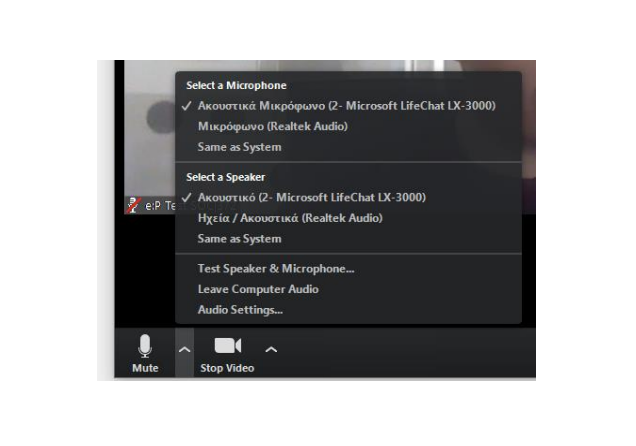 Select a Microphone
✓ Ακουστικά Μικρόφωνο (2- Microsoft LifeChat LX-3000)
Μικρόφωνο (Realtek Audio)
Same as System
Select a Speaker
✓ Ακουστικό (2- Microsoft LifeChat LX-3000)
Ηχεία / Ακουστικά (Realtek Audio)
Same as System
e:P
Test Speaker & Microphone...
Leave Computer Audio
Audio Settings...
Mute
Stop Video